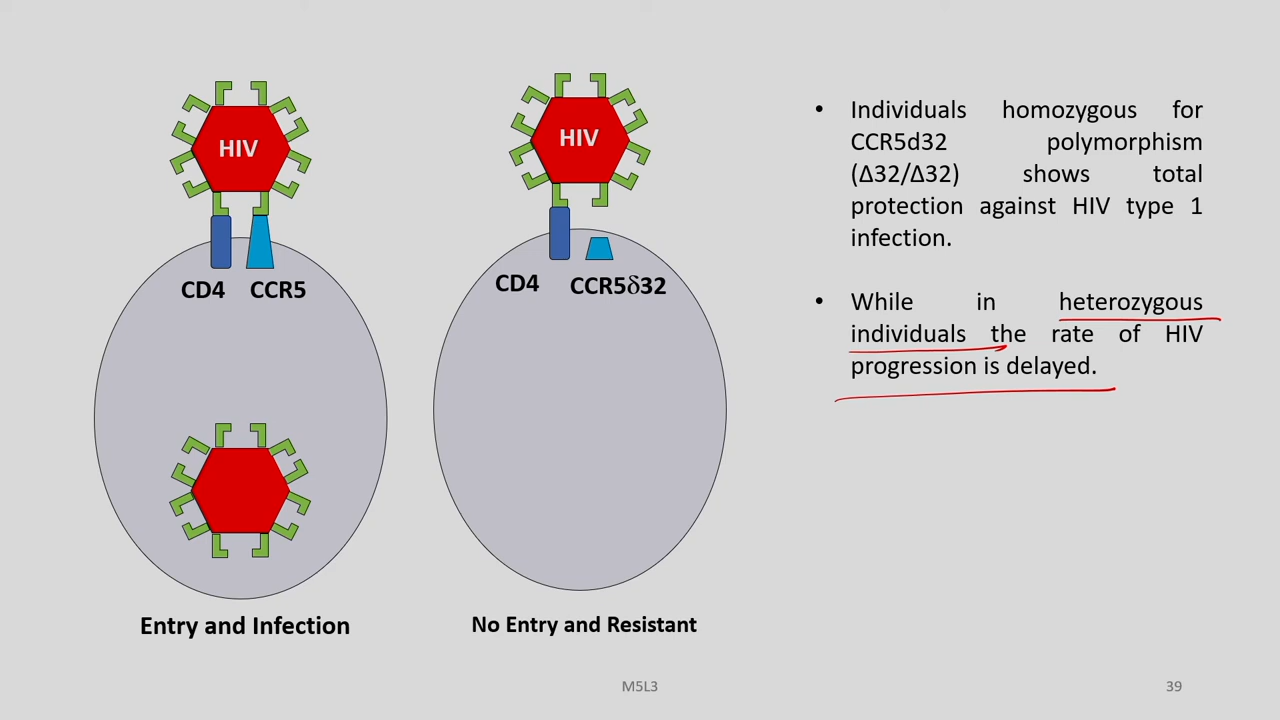 HIV
HIV
CD4
CCR5
CD4
CCR5δ32
Entry and Infection
No Entry and Resistant
• Individuals homozygous for
CCR5d32 polymorphism
(Δ32/Δ32) shows total
protection against HIV type 1
infection.
• While in heterozygous
individuals the rate of HIV
progression is delayed.
M5L3
39